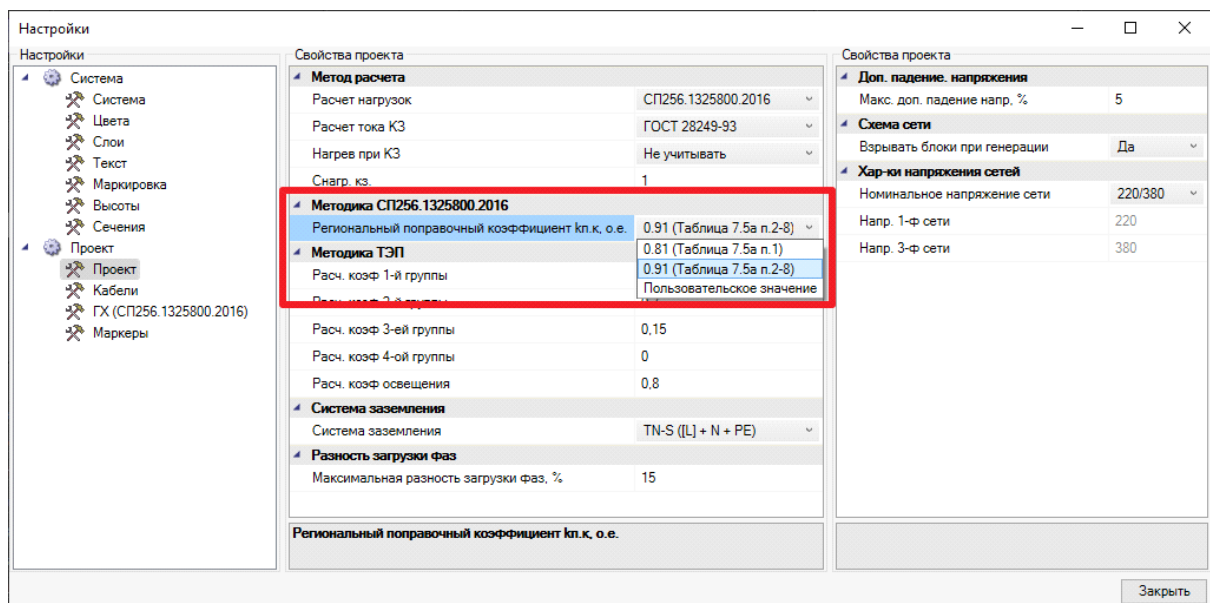 Настройки
Настройки
Система
Система
Цвета
Слои
Текст
Маркировка
Высоты
Сечения
Проект
Проект
Кабели
ГХ (СП256.1325800.2016)
Маркеры
Свойства проекта
Метод расчета
Расчет нагрузок СП256.1325800.2016
Расчет тока КЗ ГОСТ 28249-93
Нагрев при КЗ Не учитывать
Cнагр. кз. 1
Методика СП256.1325800.2016
Региональный поправочный коэффициент kп.к, о.е. 0.91 (Таблица 7.5а п.2-8)
0.81 (Таблица 7.5а п.1)
0.91 (Таблица 7.5а п.2-8)
Пользовательское значение
Методика ТЭП
Расч. коэф 1-й группы
Расч. коэф 2-й группы
Расч. коэф 3-ей группы 0,15
Расч. коэф 4-ой группы 0
Расч. коэф освещения 0,8
Система заземления
Система заземления TN-S ([L] + N + PE)
Разность загрузки фаз
Максимальная разность загрузки фаз, % 15
Региональный поправочный коэффициент kп.к, о.е.
Свойства проекта
Доп. падение. напряжения
Макс. доп. падение напр, % 5
Схема сети
Взрывать блоки при генерации Да
Хар-ки напряжения сетей
Номинальное напряжение сети 220/380
Напр. 1-ф сети 220
Напр. 3-ф сети 380
Закрыть